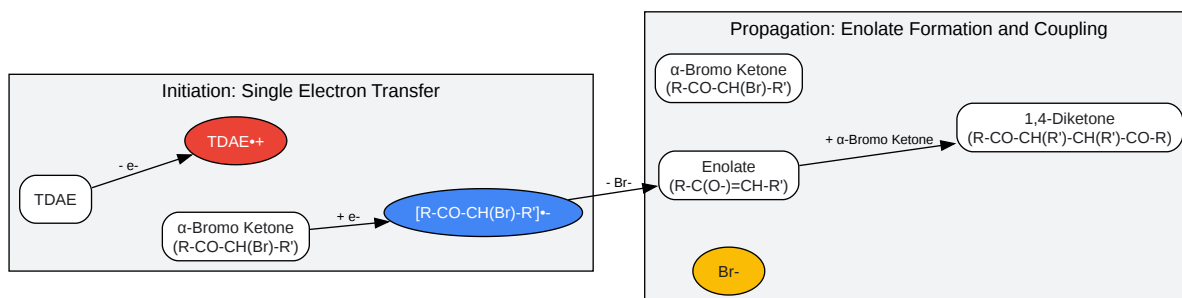 Initiation: Single Electron Transfer
TDAE
- e-
TDAE•+
α-Bromo Ketone
(R-CO-CH(Br)-R')
+ e-
[R-CO-CH(Br)-R']•-
- Br-
Propagation: Enolate Formation and Coupling
α-Bromo Ketone
(R-CO-CH(Br)-R')
Enolate
(R-C(O-)=CH-R')
+ α-Bromo Ketone
1,4-Diketone
(R-CO-CH(R')-CH(R')-CO-R)
Br-